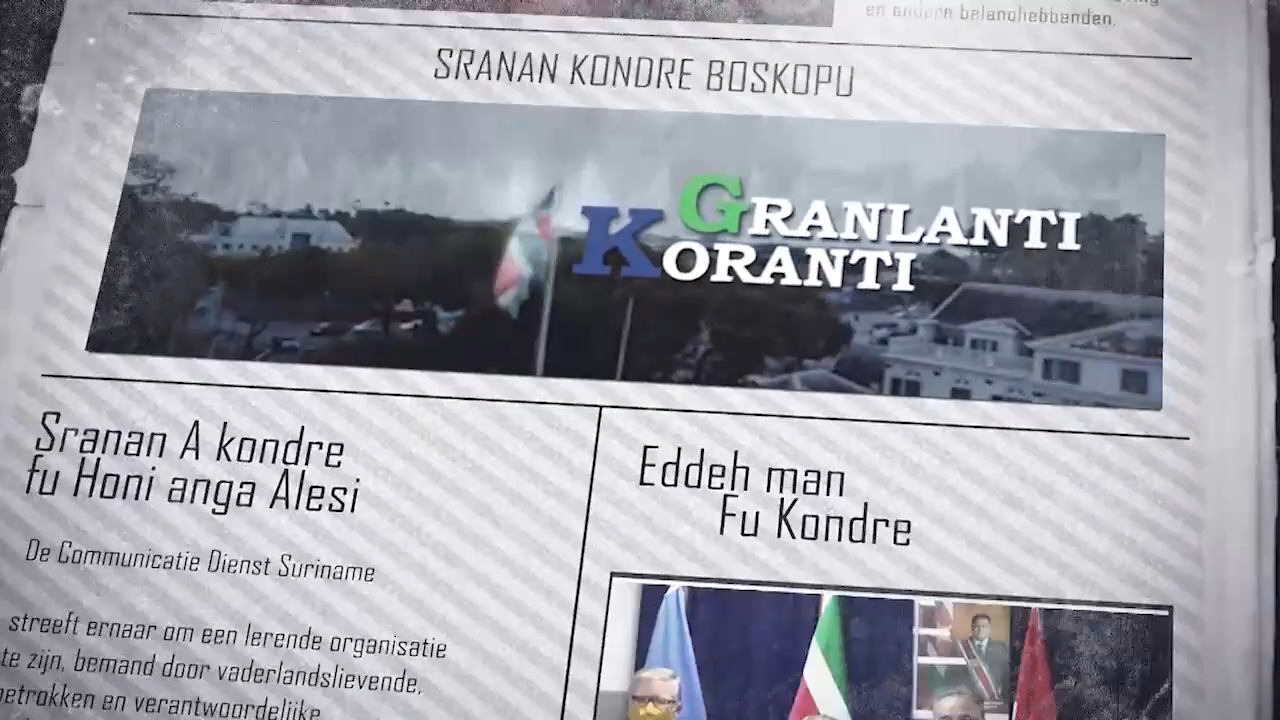 en andere belanghebbenden.
SRANAN KONDRE BOSKOPU
GRANLANTI
KORANTI
Sranan A kondre
fu Honi anga Alesi
De Communicatie Dienst Suriname
streeft ernaar om een lerende organisatie
te zijn, bemand door vaderlandslievende,
betrokken en verantwoordelijke
Eddeh man
Fu Kondre